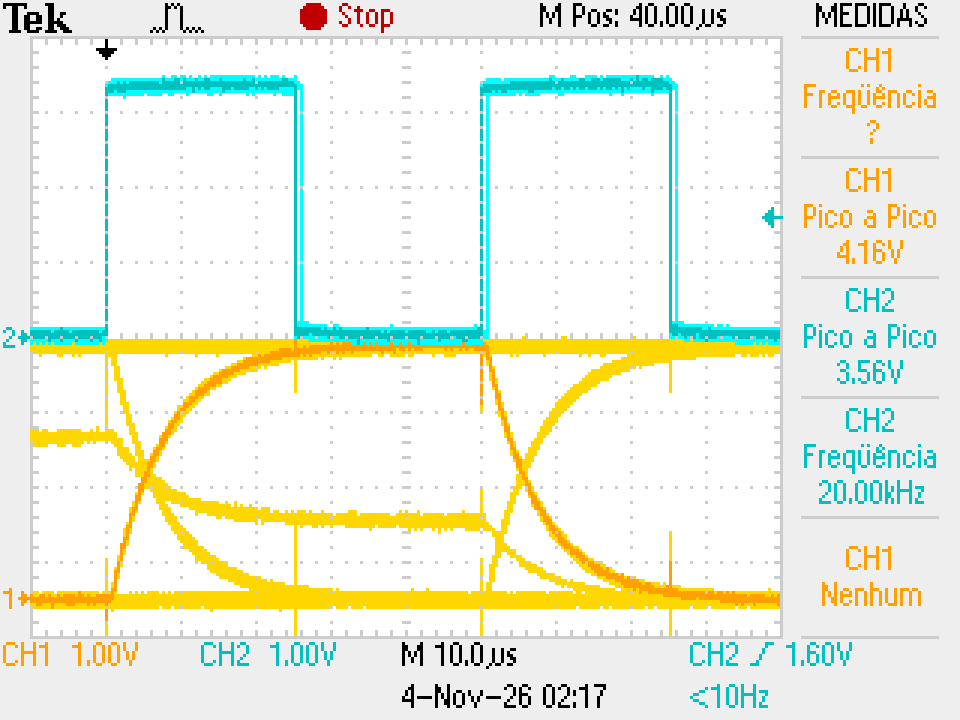 Tek Stop M Pos: 40.00µs MEDIDAS
CH1
Freqüência
?
CH1
Pico a Pico
4.16V
CH2
Pico a Pico
3.56V
CH2
Freqüência
20.00kHz
CH1
Nenhum
2
1
CH1 1.00V CH2 1.00V M 10.0µs CH2 1.60V
4-Nov-26 02:17 <10Hz